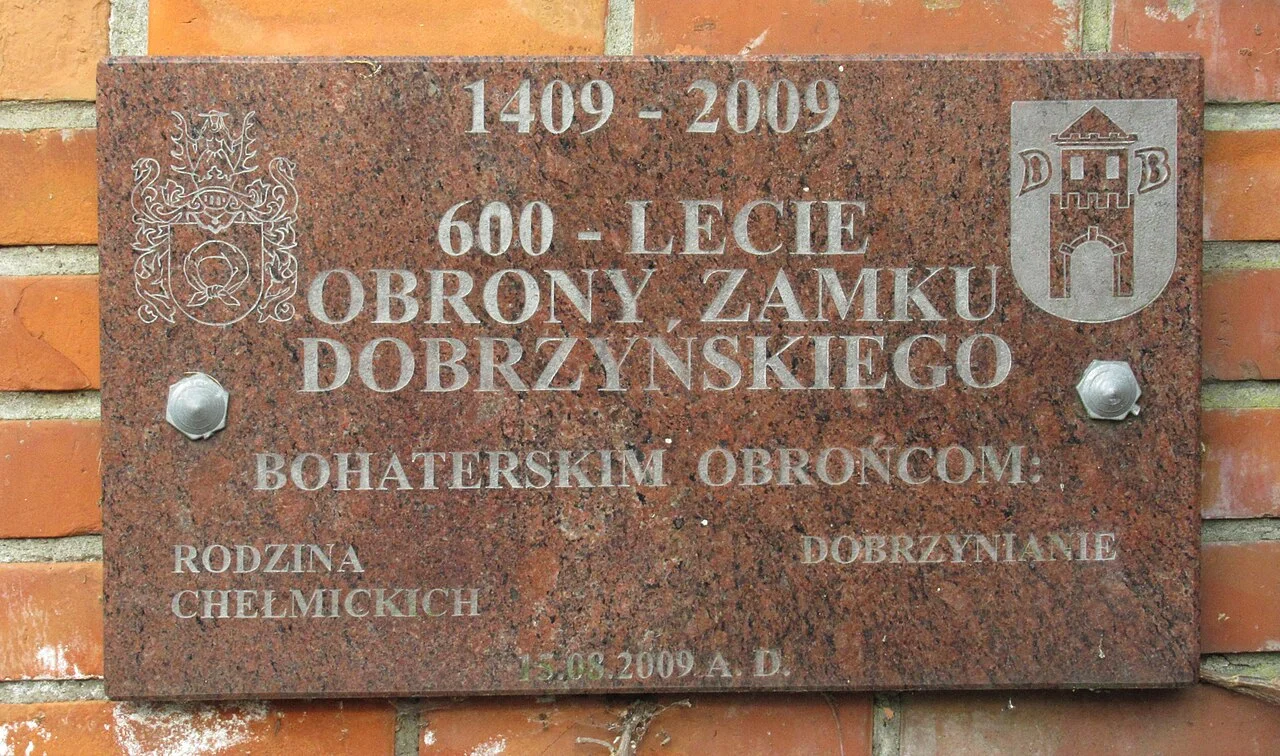 1409 - 2009
D B
600 - LECIE
OBRONY ZAMKU
DOBRZYŃSKIEGO
BOHATERSKIM OBROŃCOM:
RODZINA
CHEŁMICKICH
DOBRZYNIANIE
15.08.2009 A. D.